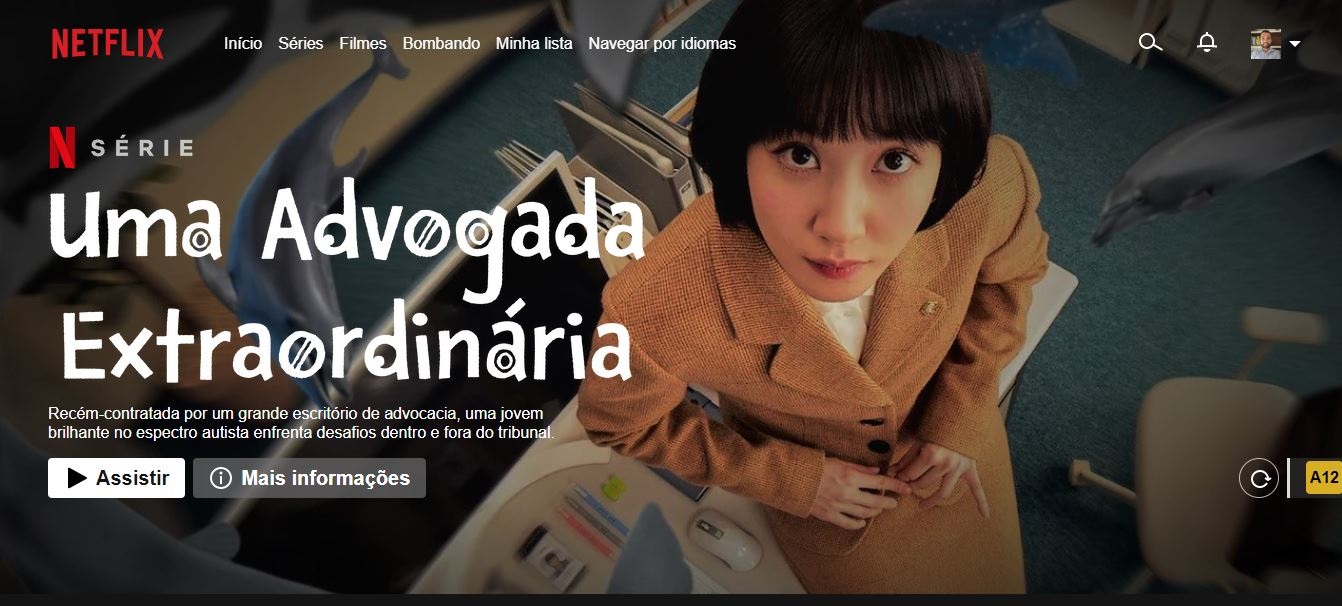 NETFLIX
Início Séries Filmes Bombando Minha lista Navegar por idiomas
N SÉRIE
Uma Advogada
Extraordinária
Recém-contratada por um grande escritório de advocacia, uma jovem
brilhante no espectro autista enfrenta desafios dentro e fora do tribunal.
Assistir
Mais informações
A12